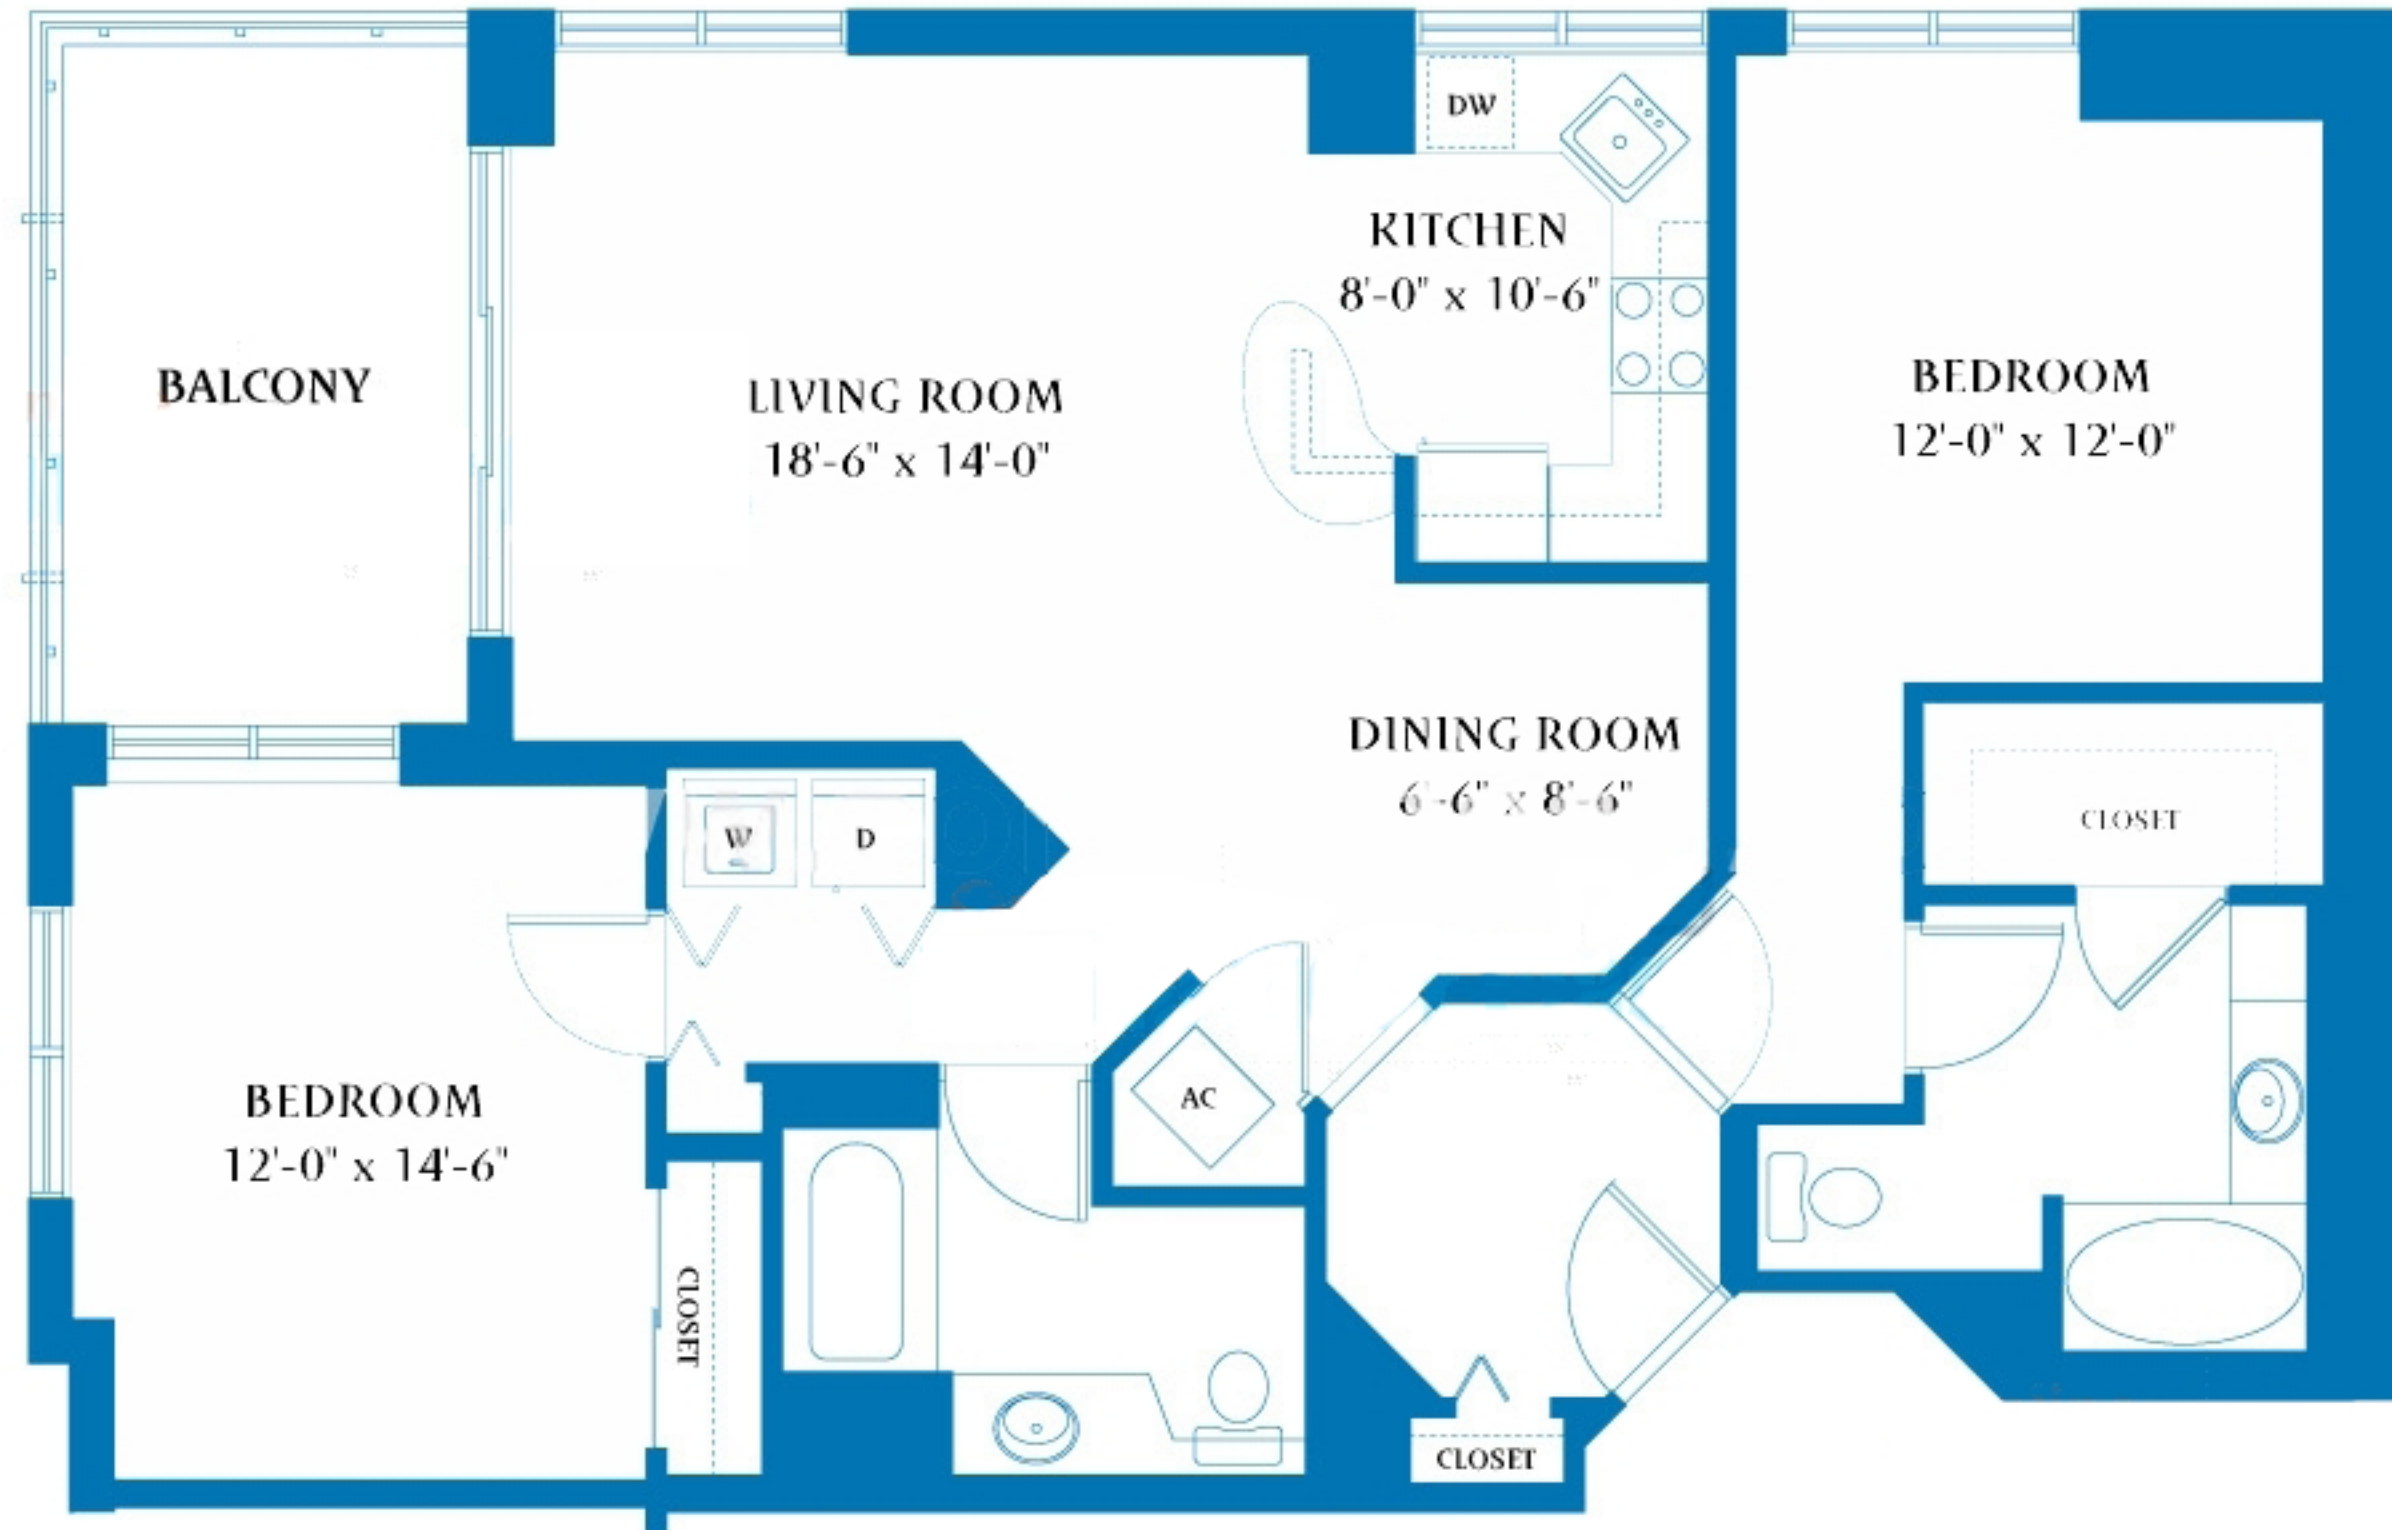 DW
KITCHEN
8'-0" x 10'-6"
BALCONY
LIVING ROOM
18'-6" x 14'-0"
BEDROOM
12'-0" x 12'-0"
DINING ROOM
6'-6" x 8'-6"
CLOSET
W
D
AC
BEDROOM
12'-0" x 14'-6"
CLOSET
CLOSET